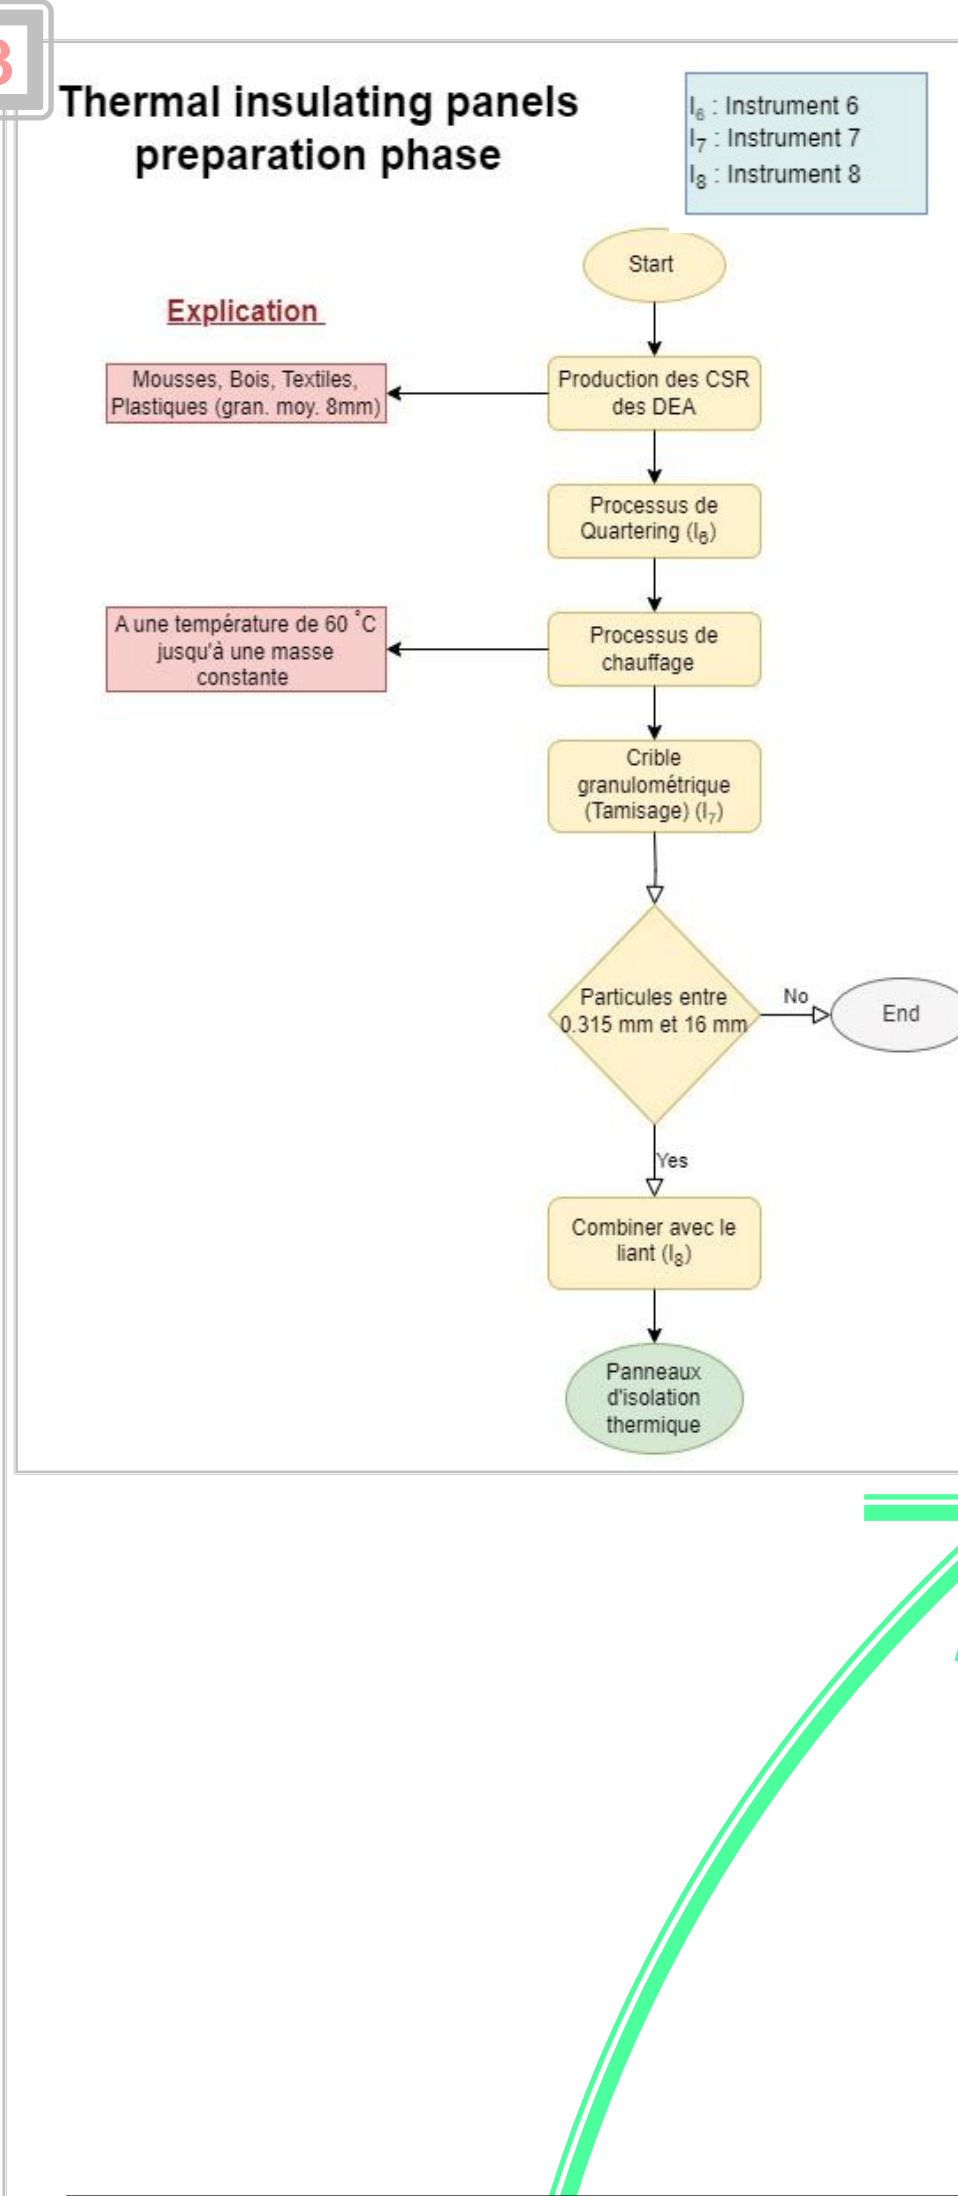 3
Thermal insulating panels
preparation phase
I6 : Instrument 6
I7 : Instrument 7
I8 : Instrument 8
Start
Explication
Mousses, Bois, Textiles,
Plastiques (gran. moy. 8mm)
Production des CSR
des DEA
Processus de
Quartering (I6)
A une température de 60 °C
jusqu'à une masse
constante
Processus de
chauffage
Crible
granulométrique
(Tamisage) (I7)
Particules entre
0.315 mm et 16 mm
No
End
Yes
Combiner avec le
liant (I8)
Panneaux
d'isolation
thermique